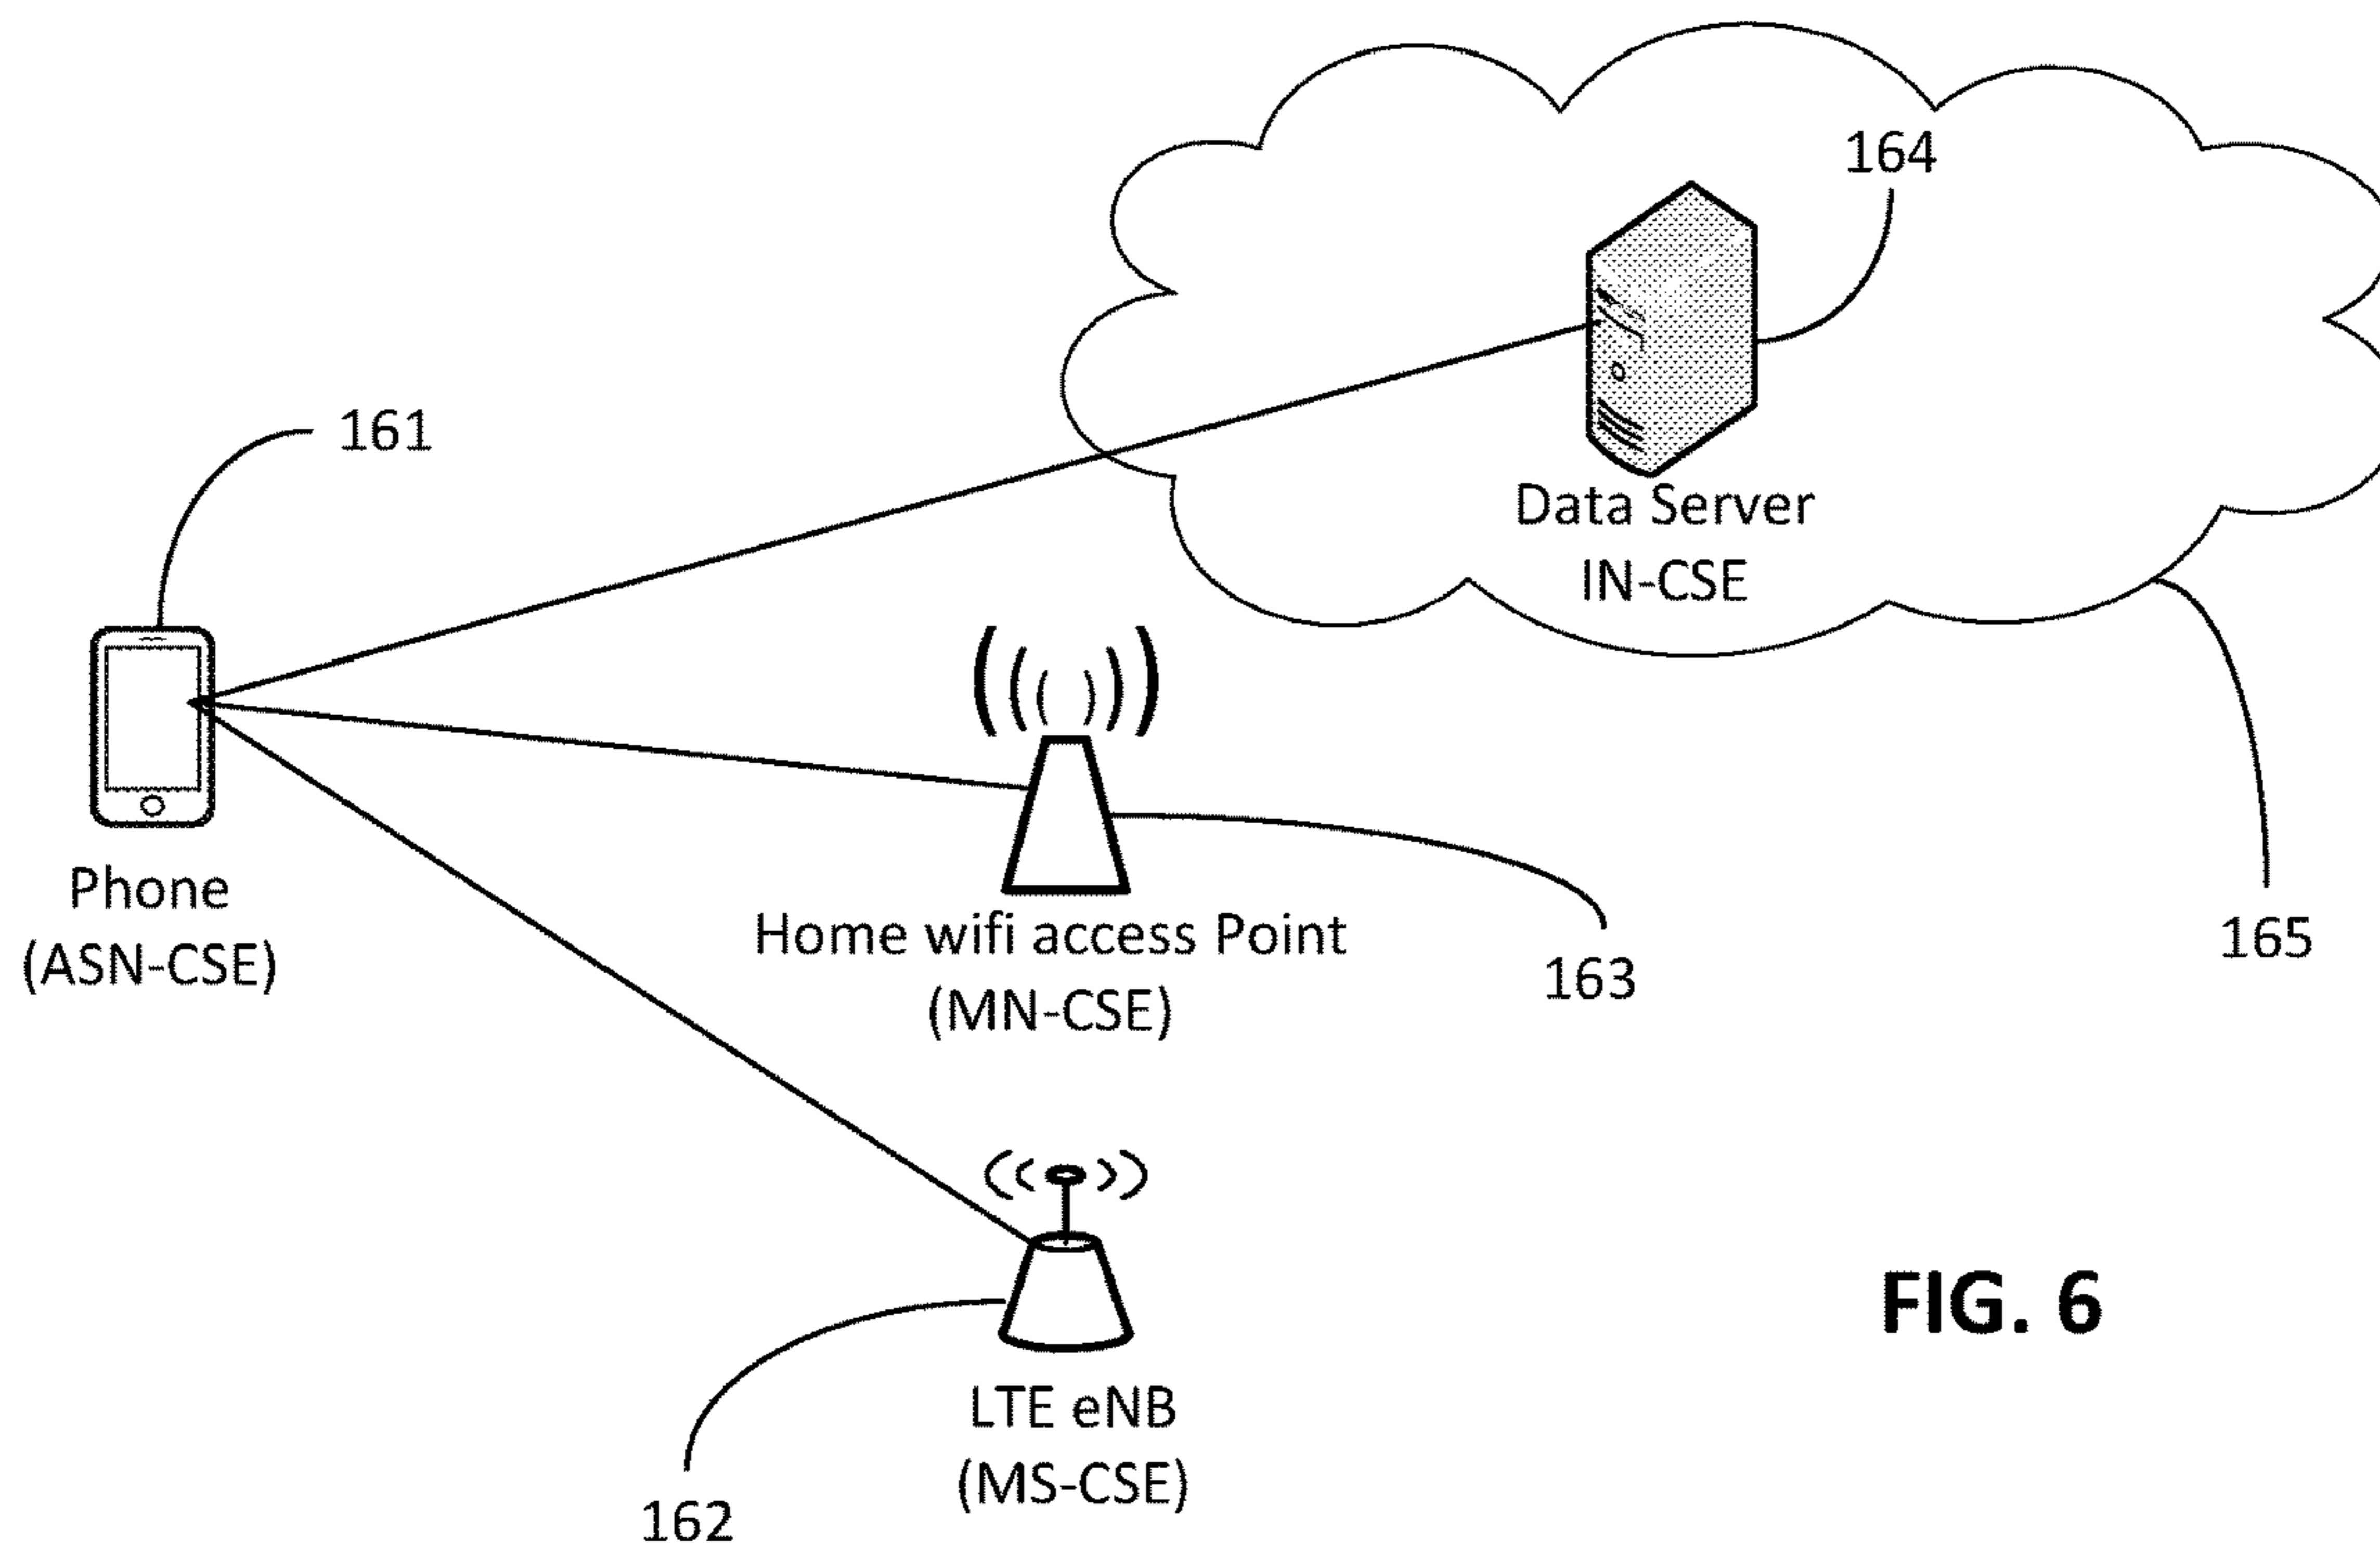 164
161
Data Server
IN-CSE
Phone
(ASN-CSE)
Home wifi access Point
(MN-CSE)
163
165
LTE eNB
(MS-CSE)
162
FIG. 6